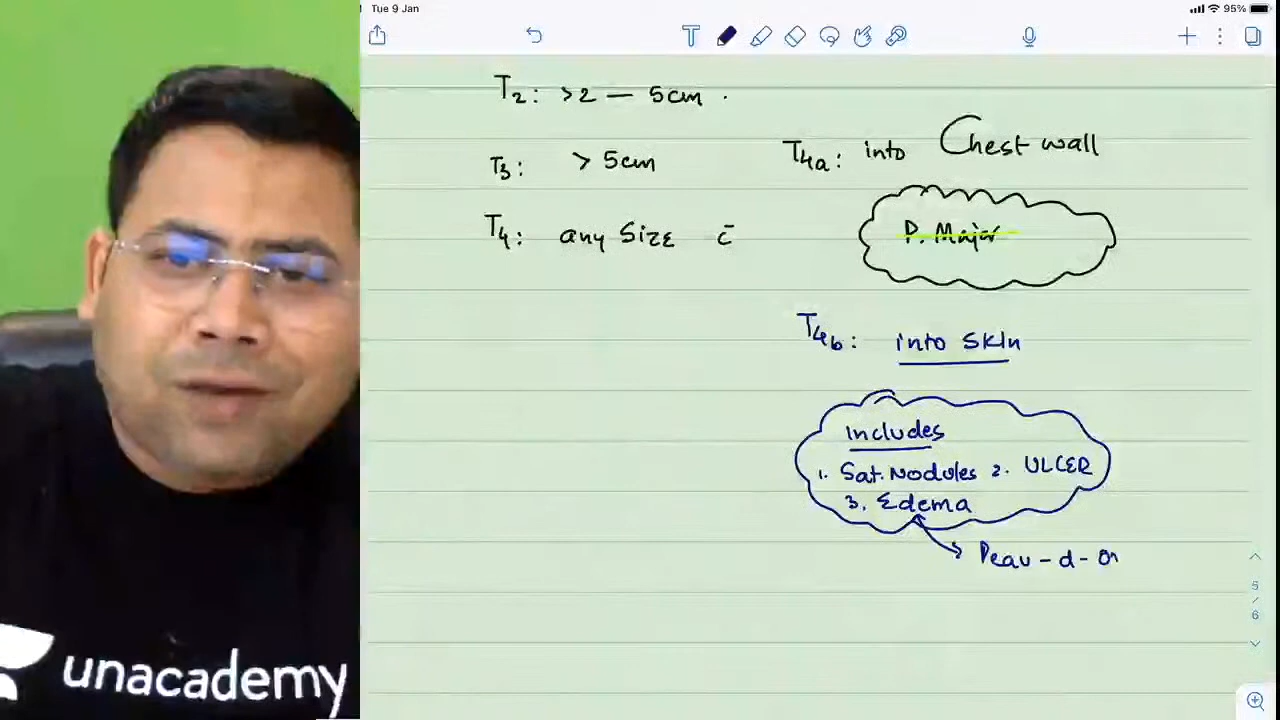 Tue 9 Jan
95%
T2: >2 — 5cm .
T3: > 5cm
T4a: into Chest wall
T4: any Size c̄
P. Major
T4b: into Skin
includes
1. Sat. Nodules 2. ULCER
3. Edema
Peau-d-Or
5
6
unacademy